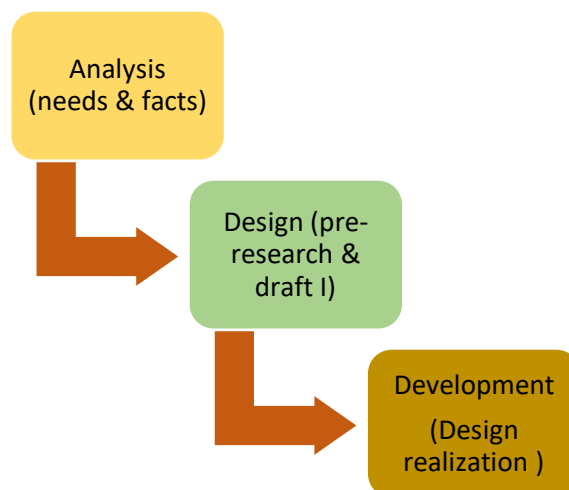 Analysis
(needs & facts)
Design (pre-
research &
draft I)
Development
(Design
realization )